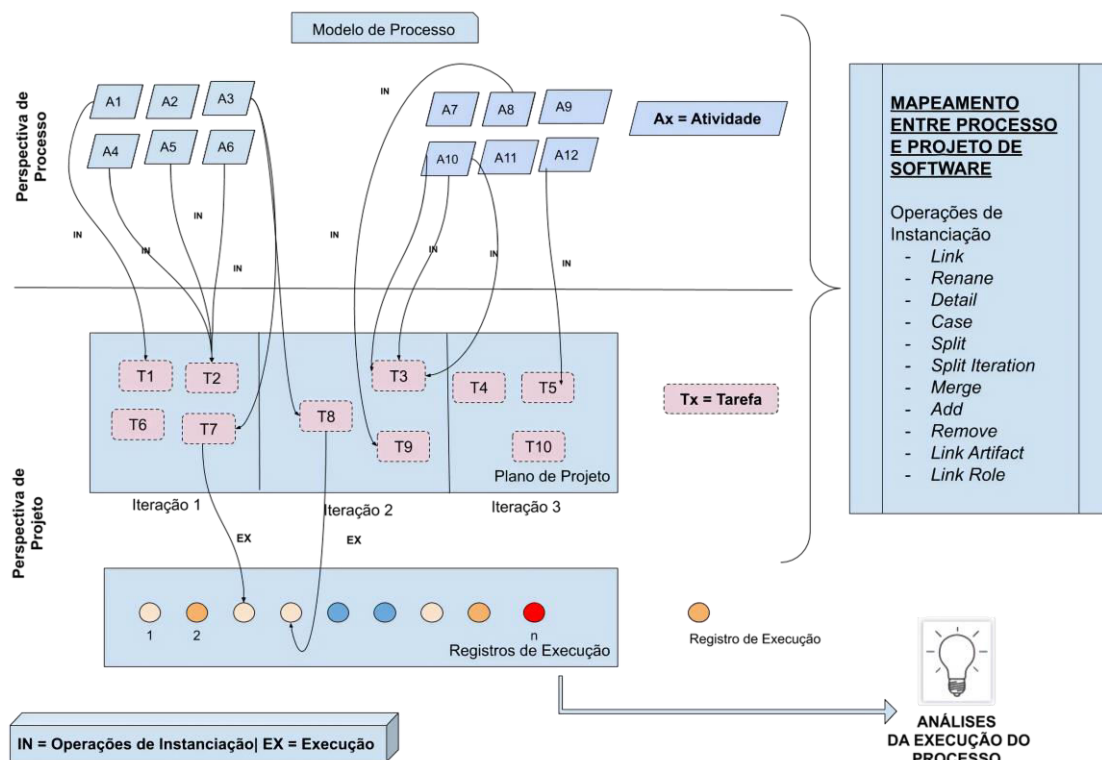 Modelo de Processo
Perspectiva de
Processo
A1
A2
A3
A4
A5
A6
A7
A8
A9
A10
A11
A12
Ax = Atividade
IN
IN
IN
IN
IN
IN
IN
IN
T1
T2
T3
T4
T5
T6
T7
T8
T9
T10
Tx = Tarefa
Plano de Projeto
Iteração 1
Iteração 2
Iteração 3
Perspectiva de
Projeto
EX
EX
1
2
n
Registros de Execução
Registro de Execução
IN = Operações de Instanciação| EX = Execução
MAPEAMENTO
ENTRE PROCESSO
E PROJETO DE
SOFTWARE
Operações de
Instanciação
- Link
- Renane
- Detail
- Case
- Split
- Split Iteration
- Merge
- Add
- Remove
- Link Artifact
- Link Role
ANÁLISES
DA EXECUÇÃO DO
PROCESSO